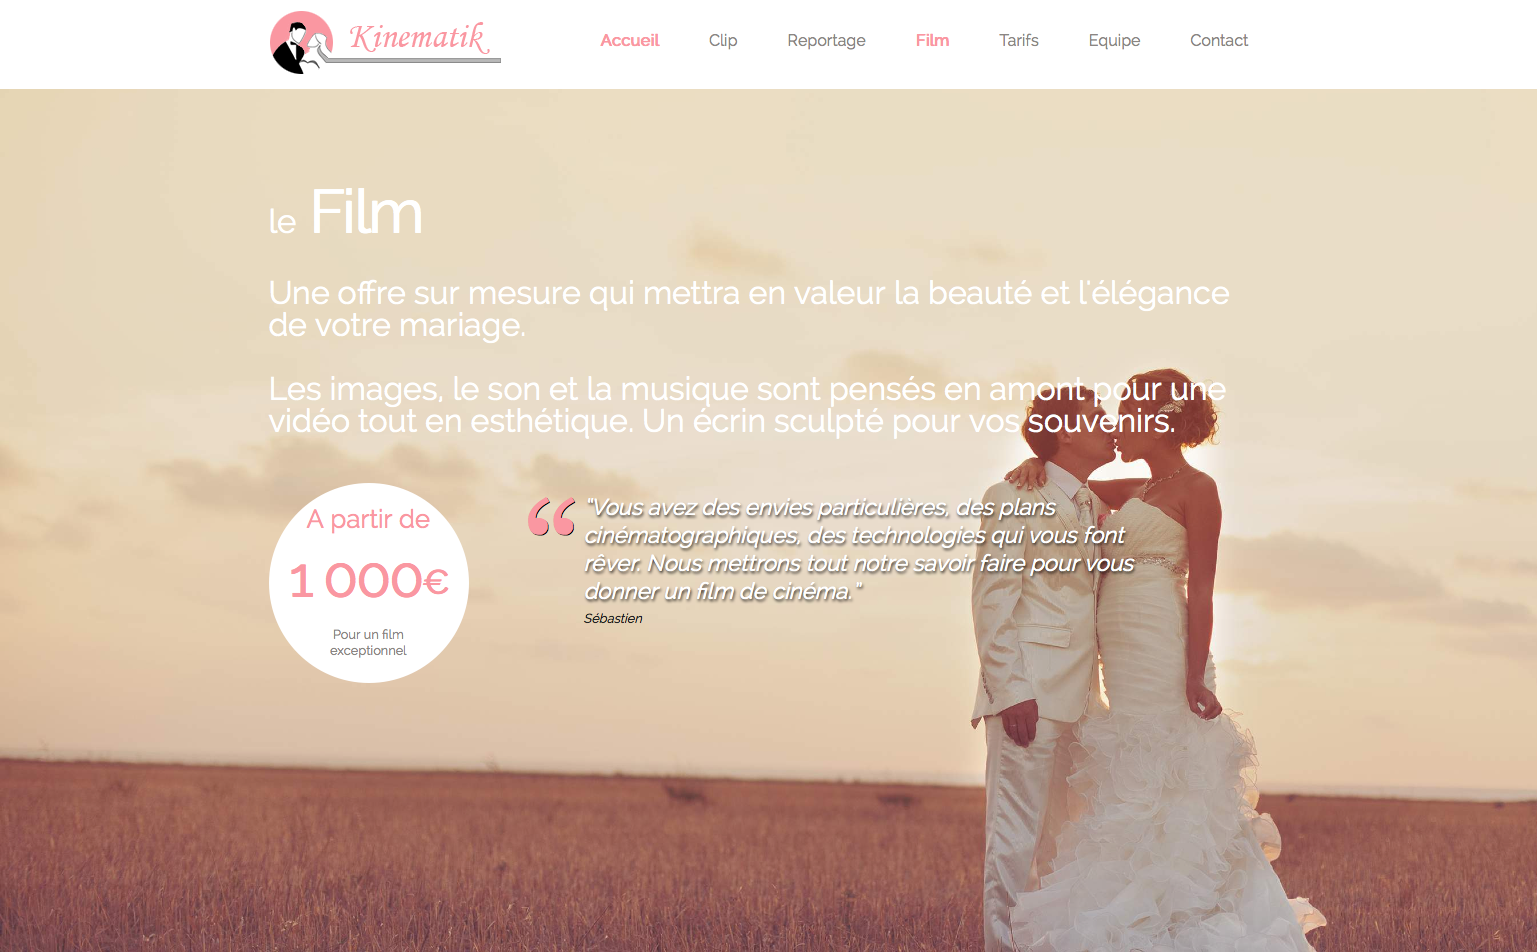 Kinematik
Accueil
Clip
Reportage
Film
Tarifs
Equipe
Contact
le Film
Une offre sur mesure qui mettra en valeur la beauté et l'élégance
de votre mariage.
Les images, le son et la musique sont pensés en amont pour une
vidéo tout en esthétique. Un écrin sculpté pour vos souvenirs.
A partir de
1 000€
Pour un film
exceptionnel
“
"Vous avez des envies particulières, des plans
cinématographiques, des technologies qui vous font
rêver. Nous mettrons tout notre savoir faire pour vous
donner un film de cinéma."
Sébastien